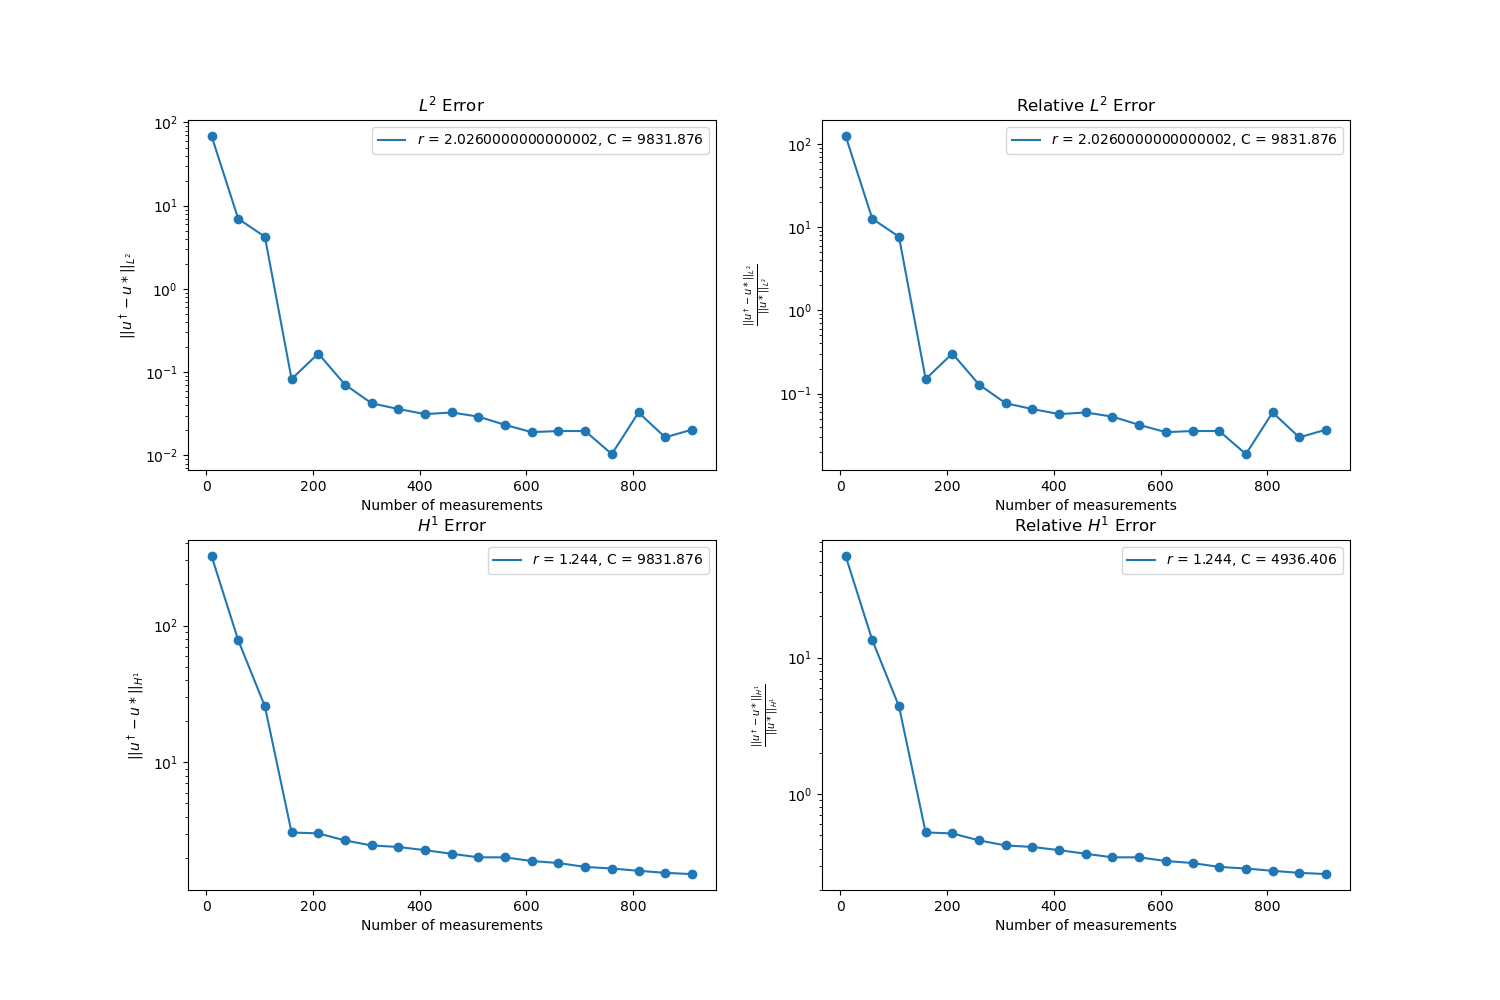 L² Error
10²
10¹
10⁰
10⁻¹
10⁻²
||u† − u*||_L²
r = 2.0260000000000002, C = 9831.876
0 200 400 600 800
Number of measurements
Relative L² Error
10²
10¹
10⁰
10⁻¹
||u† − u*||_L²
||u*||_L²
r = 2.0260000000000002, C = 9831.876
0 200 400 600 800
Number of measurements
H¹ Error
10²
10¹
||u† − u*||_H¹
r = 1.244, C = 9831.876
0 200 400 600 800
Number of measurements
Relative H¹ Error
10¹
10⁰
||u† − u*||_H¹
||u*||_H¹
r = 1.244, C = 4936.406
0 200 400 600 800
Number of measurements